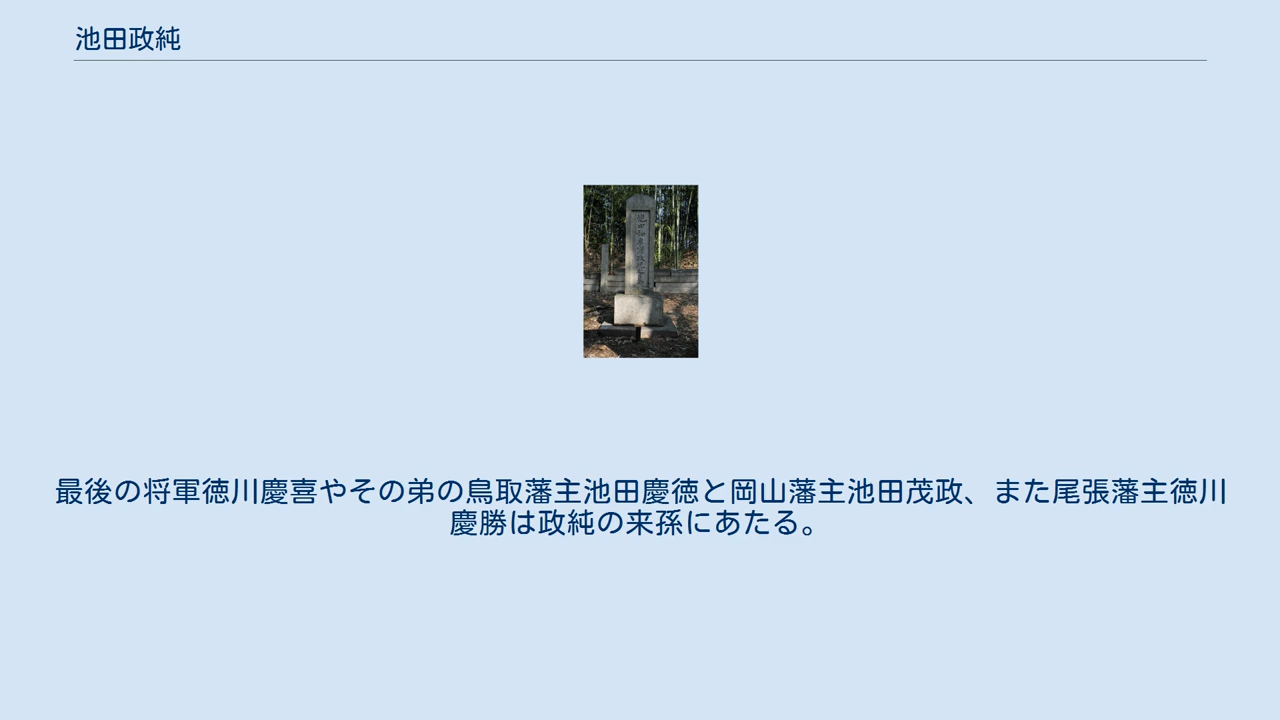 池田政純
最後の将軍徳川慶喜やその弟の鳥取藩主池田慶徳と岡山藩主池田茂政、また尾張藩主徳川
慶勝は政純の来孫にあたる。